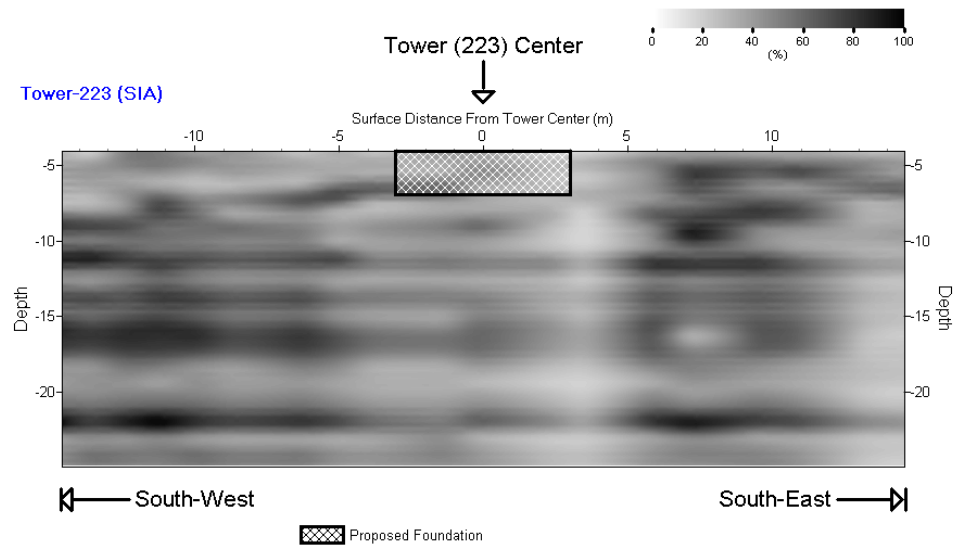 0 20 40 60 80 100
(%)
Tower (223) Center
Tower-223 (SIA)
Surface Distance From Tower Center (m)
-10 -5 0 5 10
-5 -5
-10 -10
-15 -15
-20 -20
Depth Depth
South-West South-East
Proposed Foundation